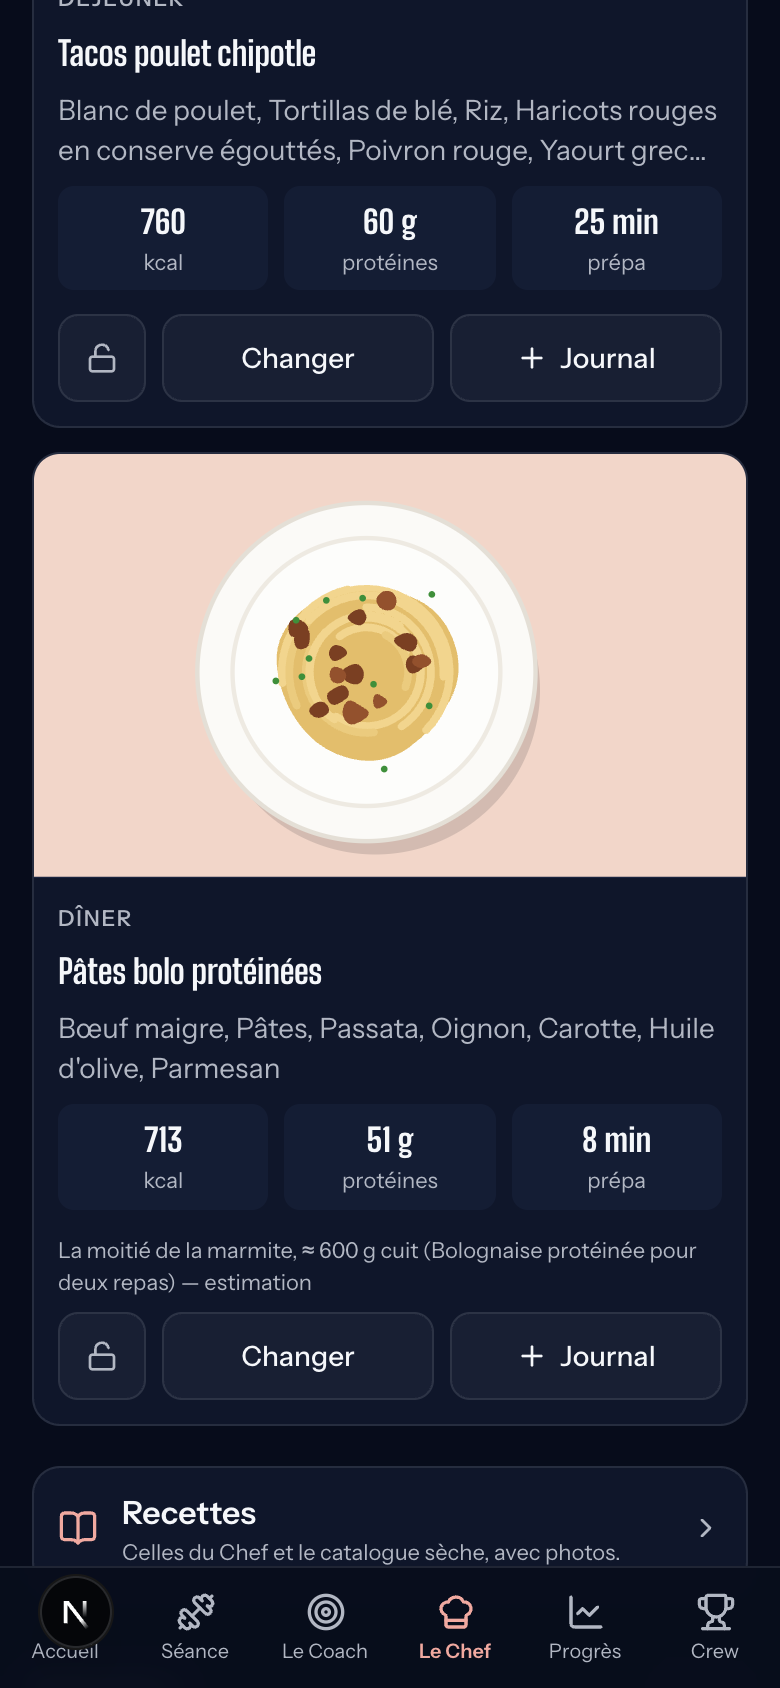 DÉJEUNER
Tacos poulet chipotle
Blanc de poulet, Tortillas de blé, Riz, Haricots rouges
en conserve égouttés, Poivron rouge, Yaourt grec...
760
kcal
60 g
protéines
25 min
prépa
Changer
+ Journal
DÎNER
Pâtes bolo protéinées
Bœuf maigre, Pâtes, Passata, Oignon, Carotte, Huile
d'olive, Parmesan
713
kcal
51 g
protéines
8 min
prépa
La moitié de la marmite, ≈ 600 g cuit (Bolognaise protéinée pour
deux repas) — estimation
Changer
+ Journal
Recettes
Celles du Chef et le catalogue sèche, avec photos.
N
Accueil
Séance
Le Coach
Le Chef
Progrès
Crew